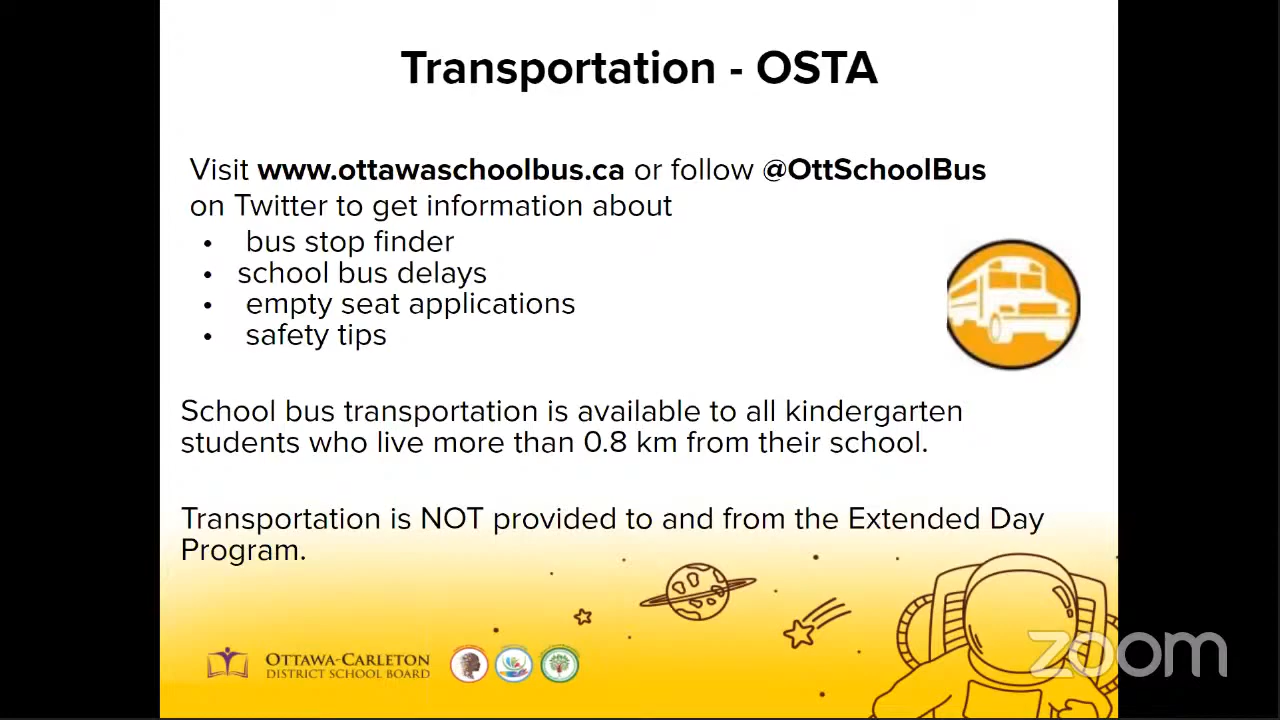 Transportation - OSTA
Visit www.ottawaschoolbus.ca or follow @OttSchoolBus
on Twitter to get information about
• bus stop finder
• school bus delays
• empty seat applications
• safety tips
School bus transportation is available to all kindergarten
students who live more than 0.8 km from their school.
Transportation is NOT provided to and from the Extended Day
Program.
OTTAWA-CARLETON
DISTRICT SCHOOL BOARD
zoom